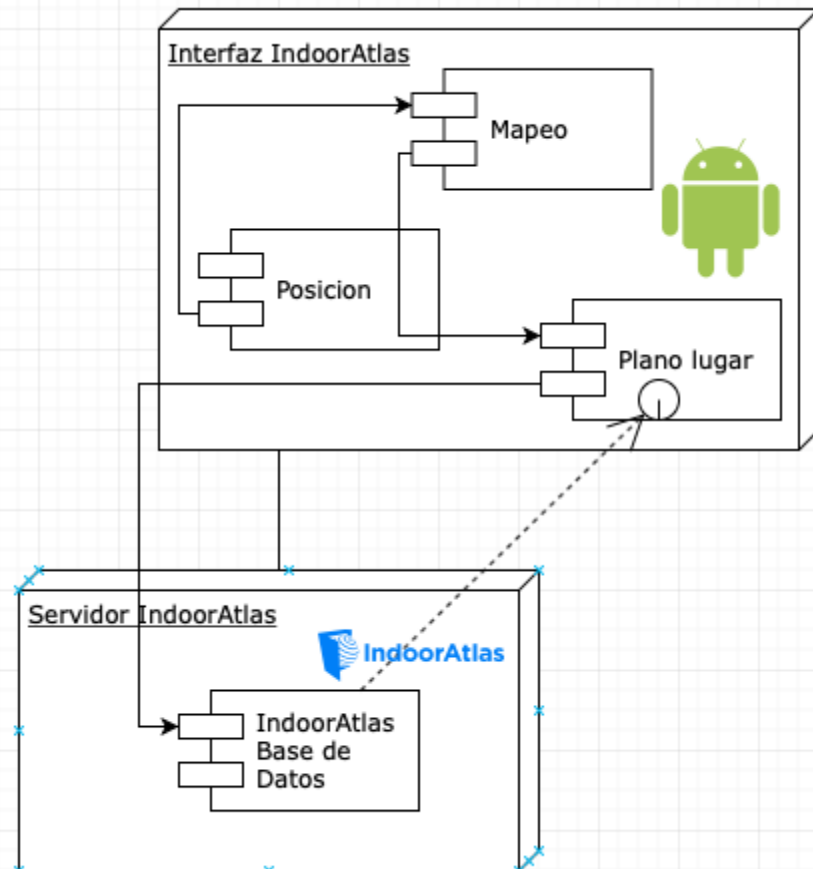 Interfaz IndoorAtlas
Mapeo
Posicion
Plano lugar
Servidor IndoorAtlas
IndoorAtlas
IndoorAtlas
Base de
Datos